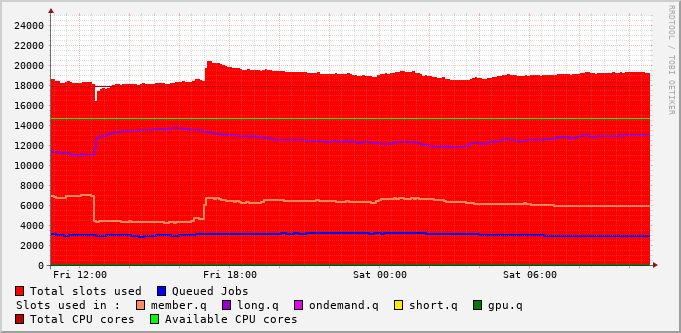 24000
22000
20000
18000
16000
14000
12000
10000
8000
6000
4000
2000
0
Fri 12:00 Fri 18:00 Sat 00:00 Sat 06:00
Total slots used Queued Jobs
Slots used in : member.q long.q ondemand.q short.q gpu.q
Total CPU cores Available CPU cores
RRDTOOL / TOBI OETIKER